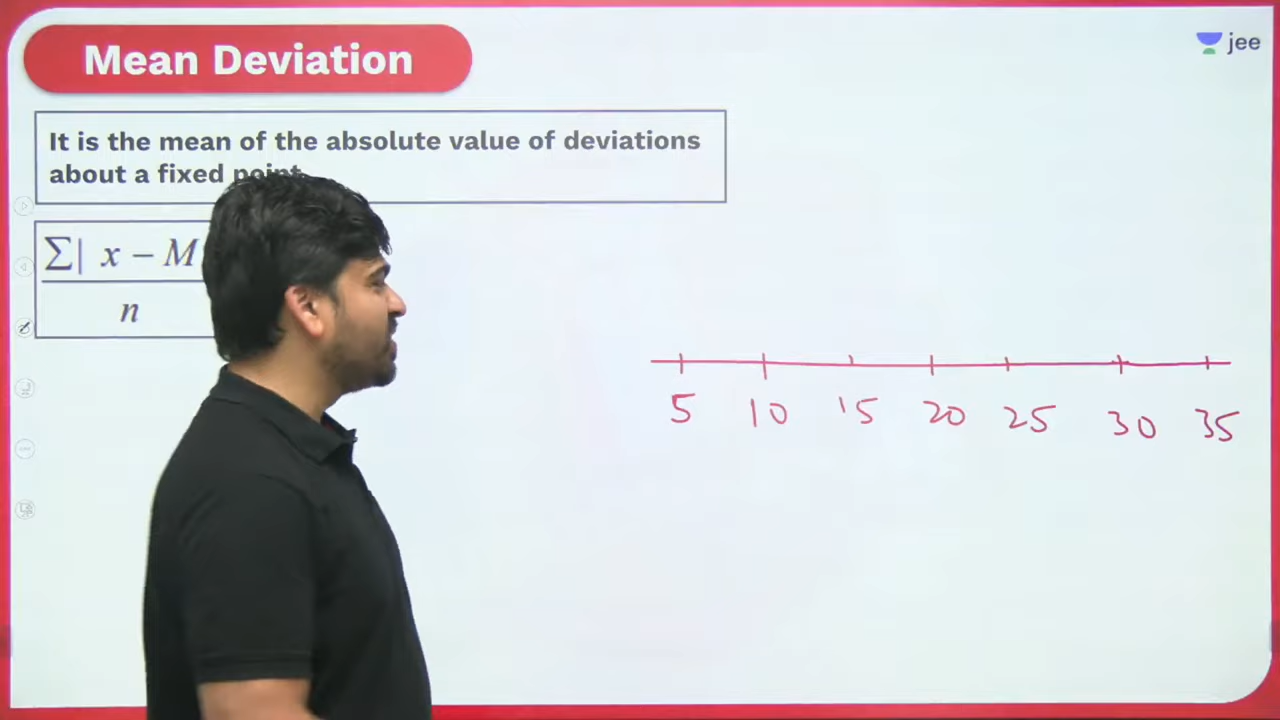 Mean Deviation
jee
It is the mean of the absolute value of deviations
about a fixed point
∑| x − M
n
5 10 15 20 25 30 35